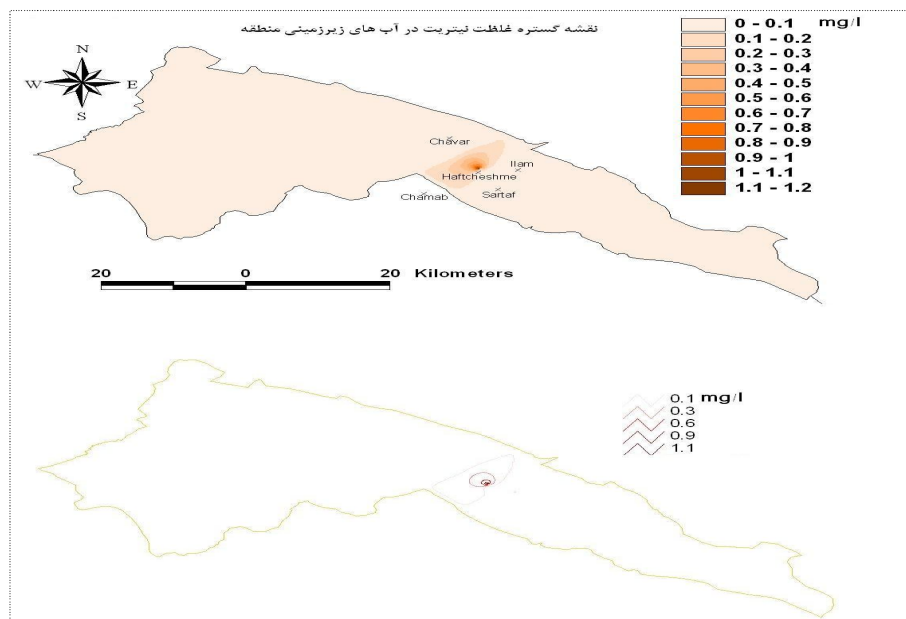 نقشه گستره غلظت نیتریت در آب های زیرزمینی منطقه
0 - 0.1 mg/l
0.1 - 0.2
0.2 - 0.3
0.3 - 0.4
0.4 - 0.5
0.5 - 0.6
0.6 - 0.7
0.7 - 0.8
0.8 - 0.9
0.9 - 1
1 - 1.1
1.1 - 1.2
N
W E
S
Chavar
Ilam
Haftcheshme
Chamab
Sartaf
20 0 20 Kilometers
0.1 mg/l
0.3
0.6
0.9
1.1